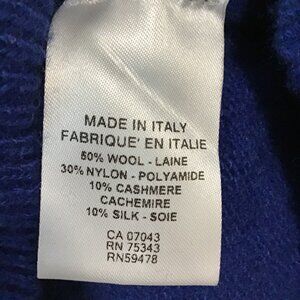 MADE IN ITALY
FABRIQUE' EN ITALIE
50% WOOL - LAINE
30% NYLON - POLYAMIDE
10% CASHMERE
CACHEMIRE
10% SILK - SOIE
CA 07043
RN 75343
RN59478